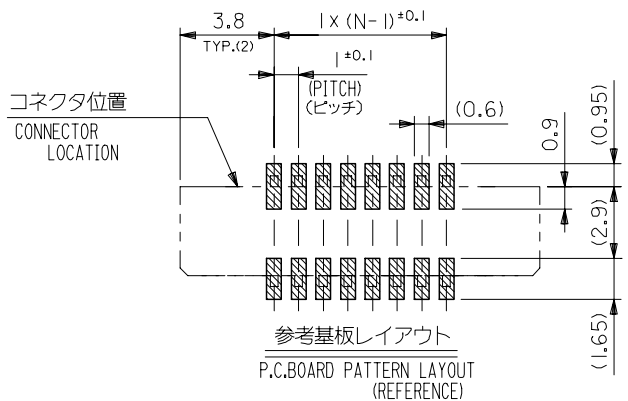 3.8
TYP.(2)
1×(N-1)±0.1
1±0.1
(PITCH)
(ピッチ)
(0.6)
0.9
(0.95)
コネクタ位置
CONNECTOR
LOCATION
(2.9)
(1.65)
参考基板レイアウト
P.C.BOARD PATTERN LAYOUT
(REFERENCE)